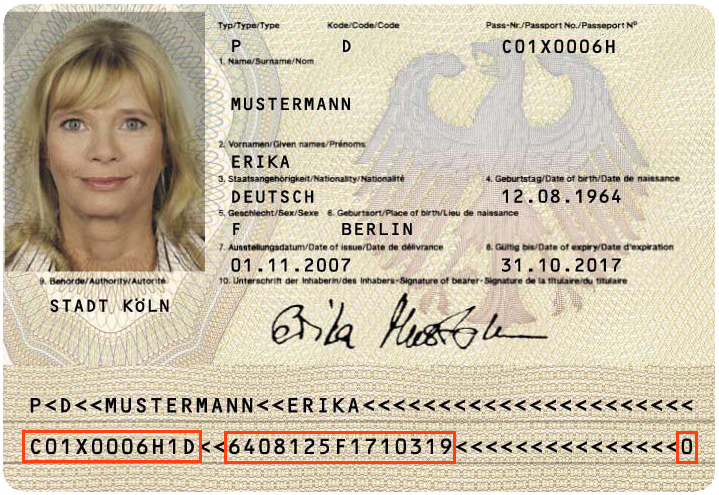 Typ/Type/Type Kode/Code/Code Pass-Nr./Passport No./Passeport Nº
P D C01X0006H
1. Name/Surname/Nom
MUSTERMANN
2. Vornamen/Given names/Prénoms
ERIKA
3. Staatsangehörigkeit/Nationality/Nationalité 4. Geburtstag/Date of birth/Date de naissance
DEUTSCH 12.08.1964
5. Geschlecht/Sex/Sexe 6. Geburtsort/Place of birth/Lieu de naissance
F BERLIN
7. Ausstellungsdatum/Date of issue/Date de délivrance 8. Gültig bis/Date of expiry/Date d'expiration
01.11.2007 31.10.2017
9. Behörde/Authority/Autorité 10. Unterschrift der Inhaberin/des Inhabers-Signature of bearer-Signature de la titulaire/du titulaire
STADT KÖLN
Erika Mustermann
P<D<<MUSTERMANN<<ERIKA<<<<<<<<<<<<<<<<<<<<<<
C01X0006H1D<<6408125F1710319<<<<<<<<<<<<<<<0